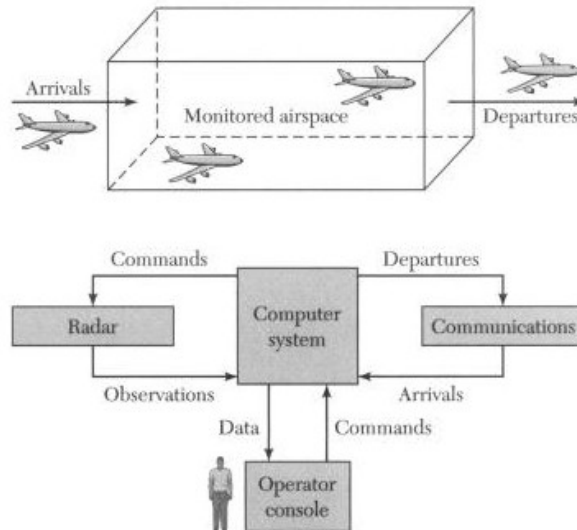 Arrivals
Monitored airspace
Departures
Commands
Departures
Radar
Computer
system
Communications
Observations
Arrivals
Data
Commands
Operator
console